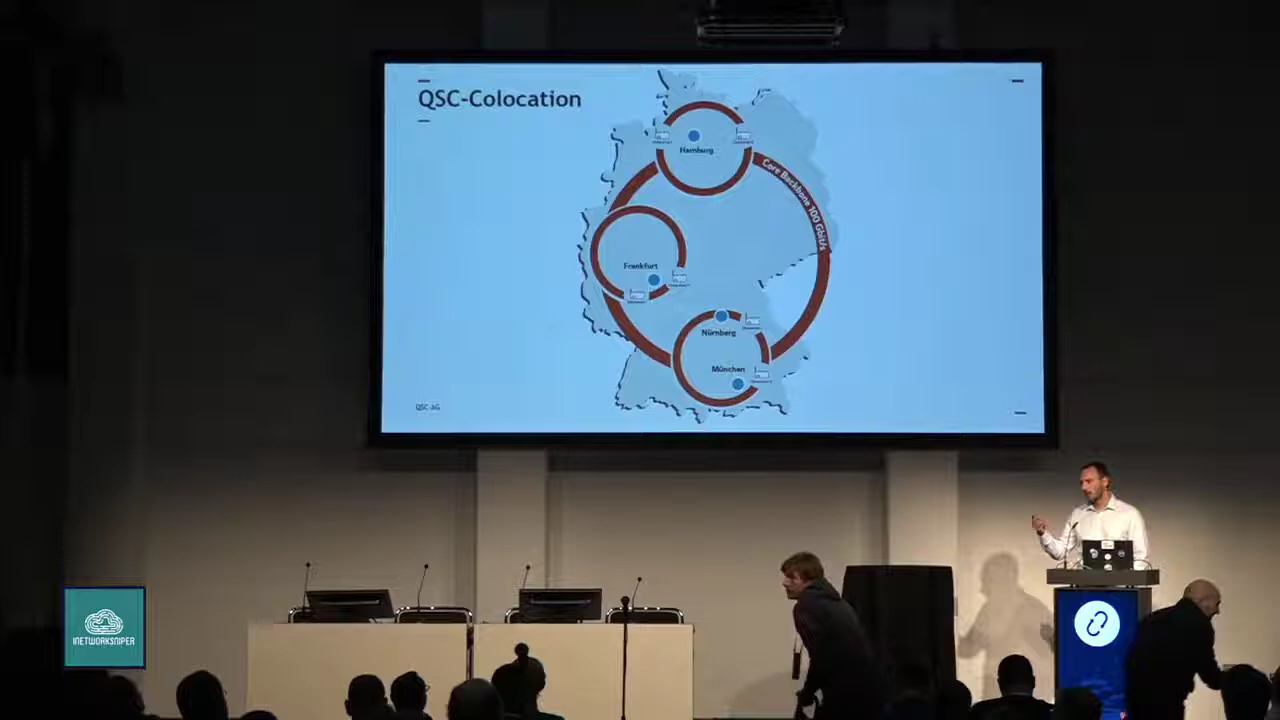 QSC-Colocation
Hamburg
Core Backbone 100 Gbit/s
Frankfurt
Nürnberg
München
QSC AG
INETWORKSNIPER